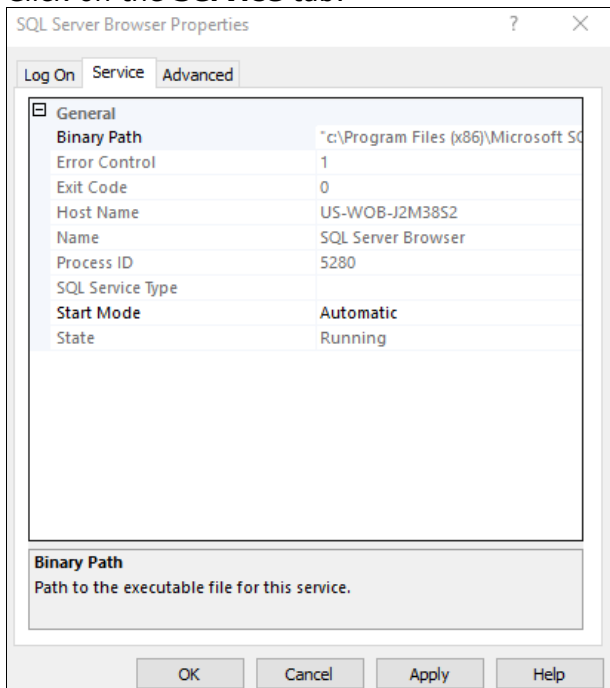 Click on the Service tab.
SQL Server Browser Properties ? ×
Log On Service Advanced
General
Binary Path "c:\Program Files (x86)\Microsoft SQ
Error Control 1
Exit Code 0
Host Name US-WOB-J2M38S2
Name SQL Server Browser
Process ID 5280
SQL Service Type
Start Mode Automatic
State Running
Binary Path
Path to the executable file for this service.
OK Cancel Apply Help